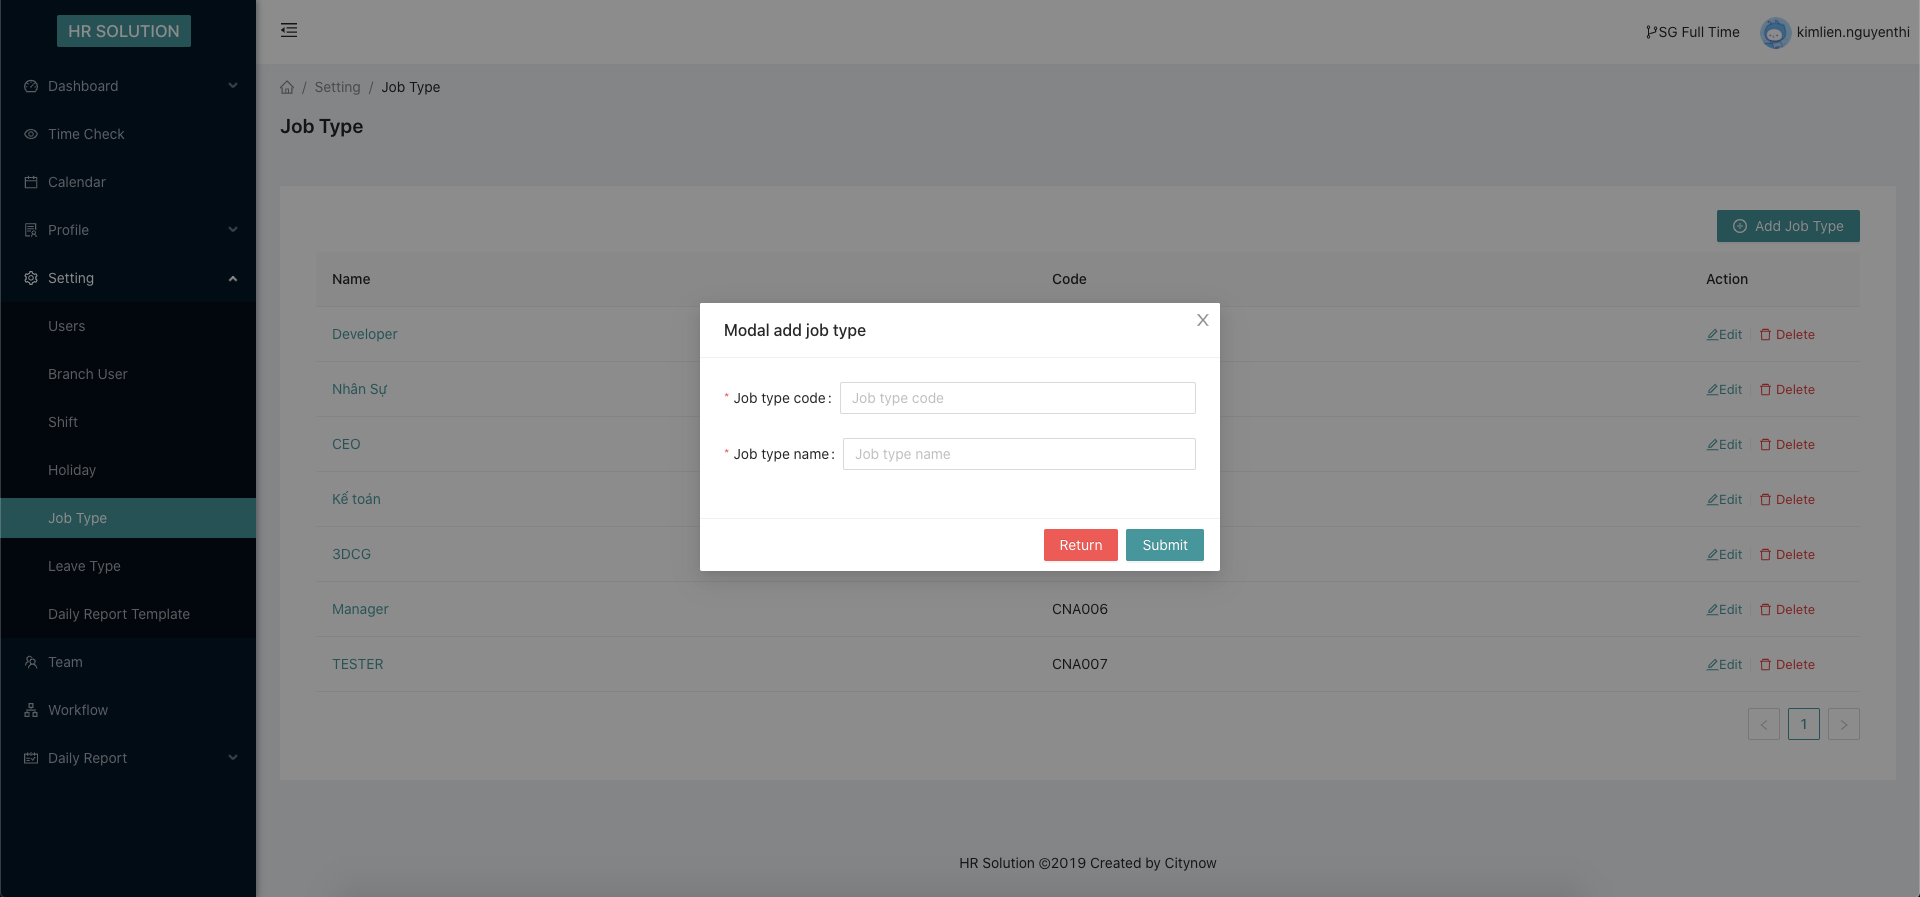 HR SOLUTION
SG Full Time
kimlien.nguyenthi
Dashboard
Time Check
Calendar
Profile
Setting
Users
Branch User
Shift
Holiday
Job Type
Leave Type
Daily Report Template
Team
Workflow
Daily Report
/ Setting / Job Type
Job Type
Add Job Type
Name Code Action
Developer Edit Delete
Nhân Sự Edit Delete
CEO Edit Delete
Kế toán Edit Delete
3DCG Edit Delete
Manager CNA006 Edit Delete
TESTER CNA007 Edit Delete
< 1 >
Modal add job type X
* Job type code: Job type code
* Job type name: Job type name
Return Submit
HR Solution ©2019 Created by Citynow